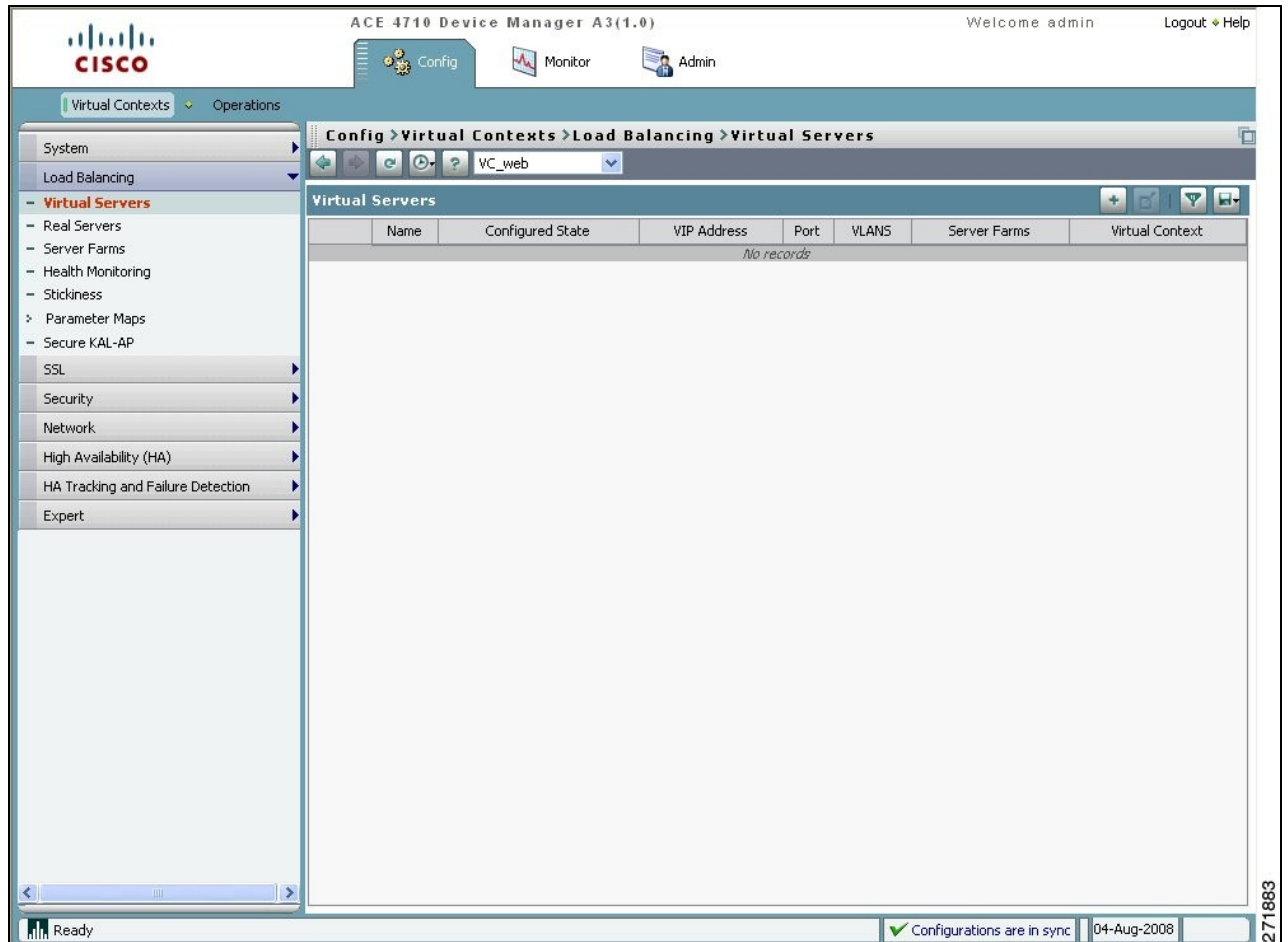 ACE 4710 Device Manager A3(1.0)
Welcome admin
Logout Help
CISCO
Config
Monitor
Admin
Virtual Contexts
Operations
Config>Virtual Contexts>Load Balancing>Virtual Servers
VC_web
System
Load Balancing
Virtual Servers
Real Servers
Server Farms
Health Monitoring
Stickiness
Parameter Maps
Secure KAL-AP
SSL
Security
Network
High Availability (HA)
HA Tracking and Failure Detection
Expert
Virtual Servers
Name Configured State VIP Address Port VLANS Server Farms Virtual Context
No records
Ready
Configurations are in sync
04-Aug-2008
271883